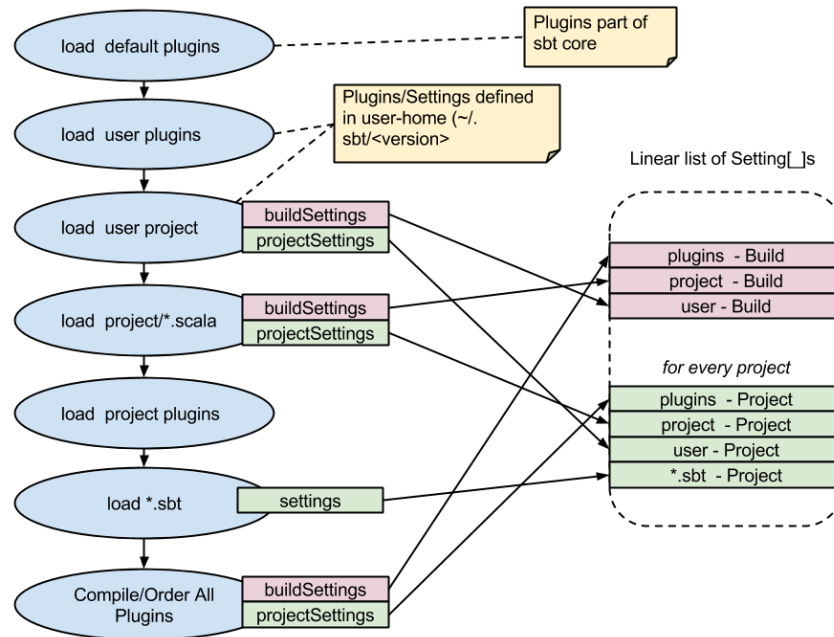 load default plugins
Plugins part of
sbt core
load user plugins
Plugins/Settings defined
in user-home (~/.
sbt/<version>
Linear list of Setting[_]s
load user project
buildSettings
projectSettings
plugins - Build
project - Build
user - Build
load project/*.scala
buildSettings
projectSettings
for every project
plugins - Project
project - Project
user - Project
*.sbt - Project
load project plugins
load *.sbt
settings
Compile/Order All
Plugins
buildSettings
projectSettings